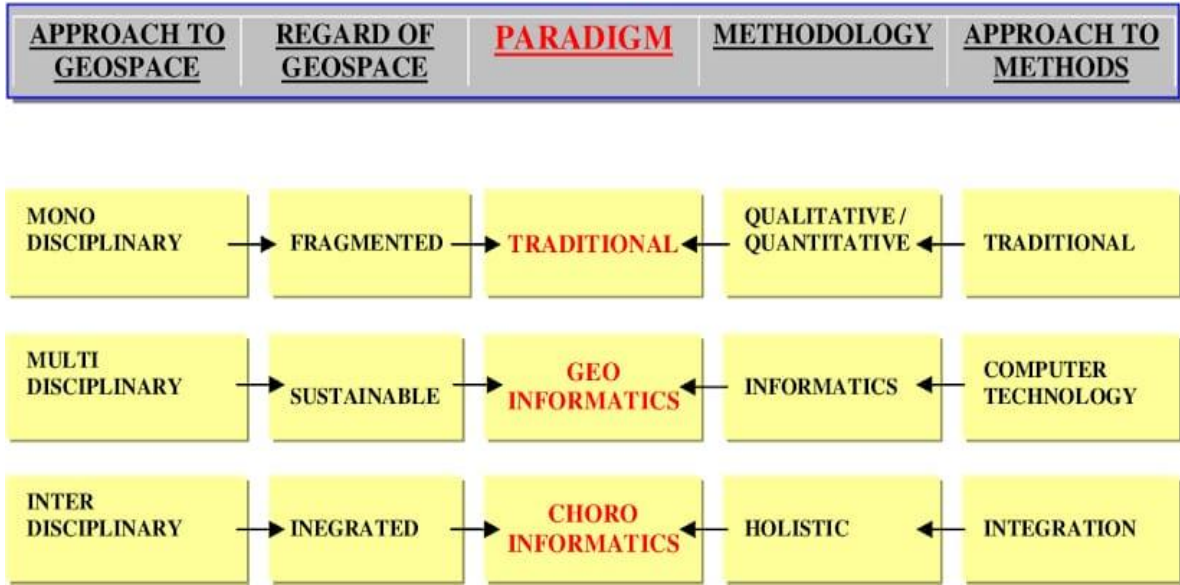 APPROACH TO
GEOSPACE
REGARD OF
GEOSPACE
PARADIGM
METHODOLOGY
APPROACH TO
METHODS
MONO
DISCIPLINARY
FRAGMENTED
TRADITIONAL
QUALITATIVE /
QUANTITATIVE
TRADITIONAL
MULTI
DISCIPLINARY
SUSTAINABLE
GEO
INFORMATICS
INFORMATICS
COMPUTER
TECHNOLOGY
INTER
DISCIPLINARY
INEGRATED
CHORO
INFORMATICS
HOLISTIC
INTEGRATION